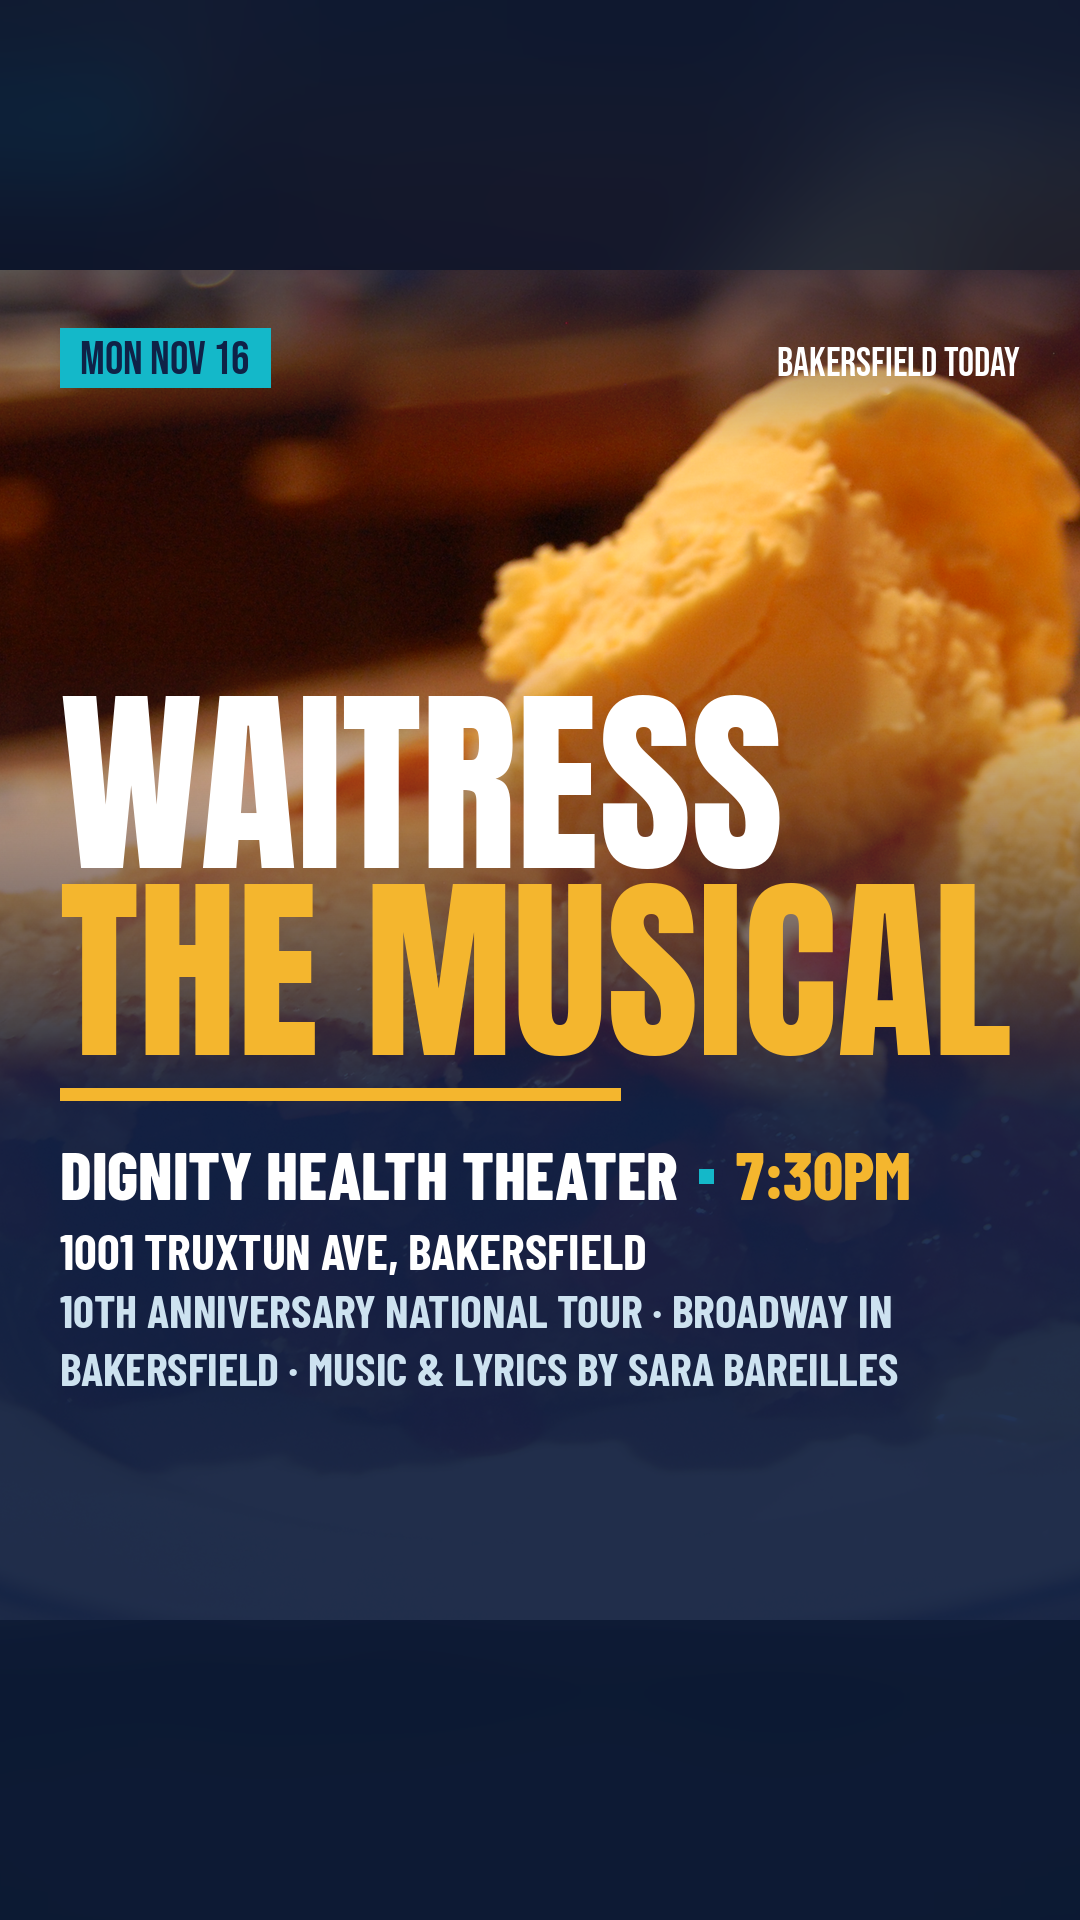 MON NOV 16
BAKERSFIELD TODAY
WAITRESS
THE MUSICAL
DIGNITY HEALTH THEATER ▪ 7:30PM
1001 TRUXTUN AVE, BAKERSFIELD
10TH ANNIVERSARY NATIONAL TOUR · BROADWAY IN
BAKERSFIELD · MUSIC & LYRICS BY SARA BAREILLES